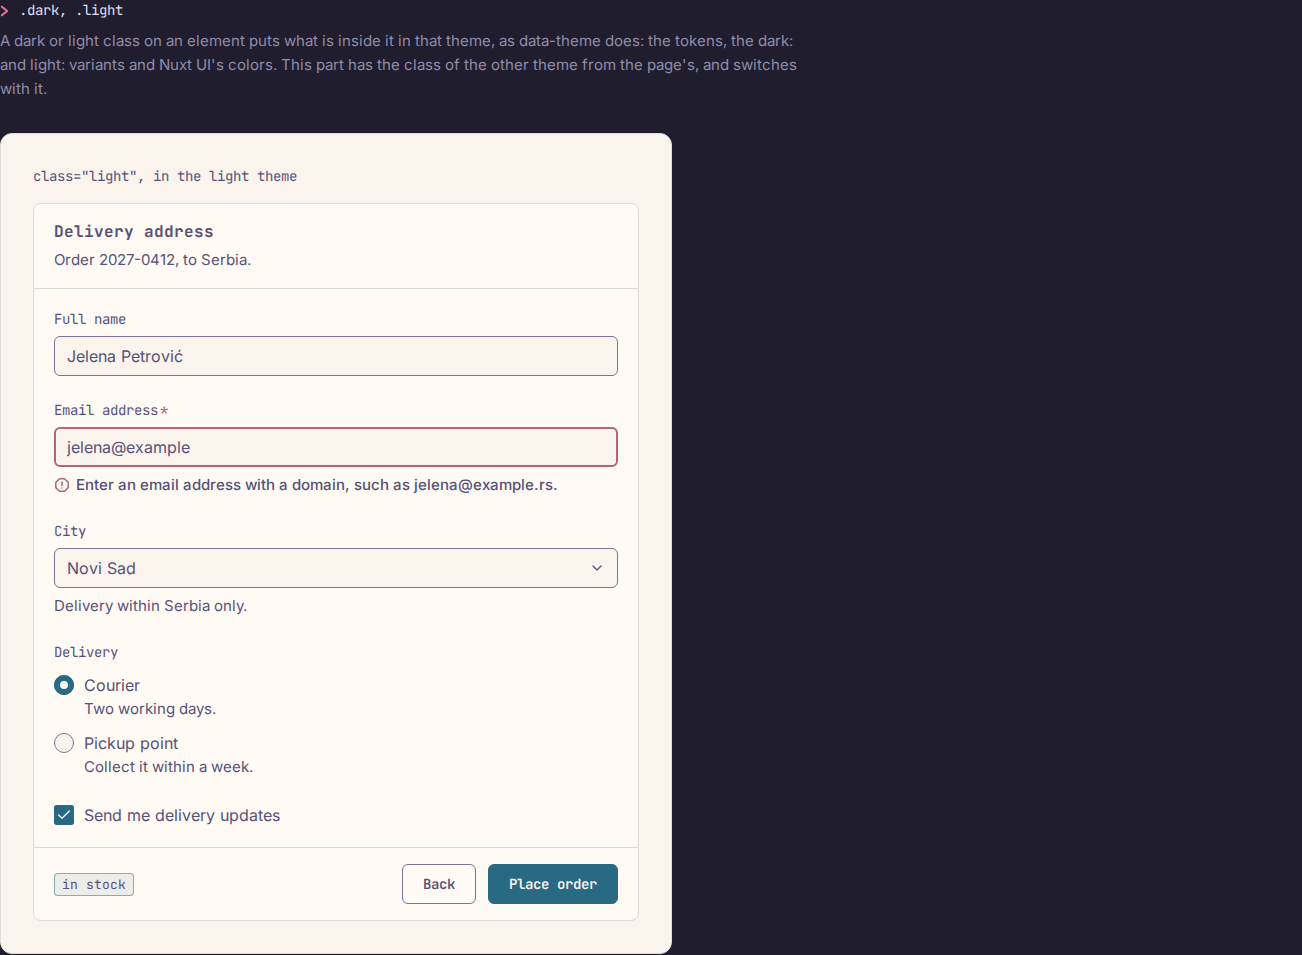 .dark, .light
A dark or light class on an element puts what is inside it in that theme, as data-theme does: the tokens, the dark:
and light: variants and Nuxt UI's colors. This part has the class of the other theme from the page's, and switches
with it.
class="light", in the light theme
Delivery address
Order 2027-0412, to Serbia.
Full name
Jelena Petrović
Email address*
jelena@example
Enter an email address with a domain, such as jelena@example.rs.
City
Novi Sad
Delivery within Serbia only.
Delivery
Courier
Two working days.
Pickup point
Collect it within a week.
Send me delivery updates
in stock
Back
Place order